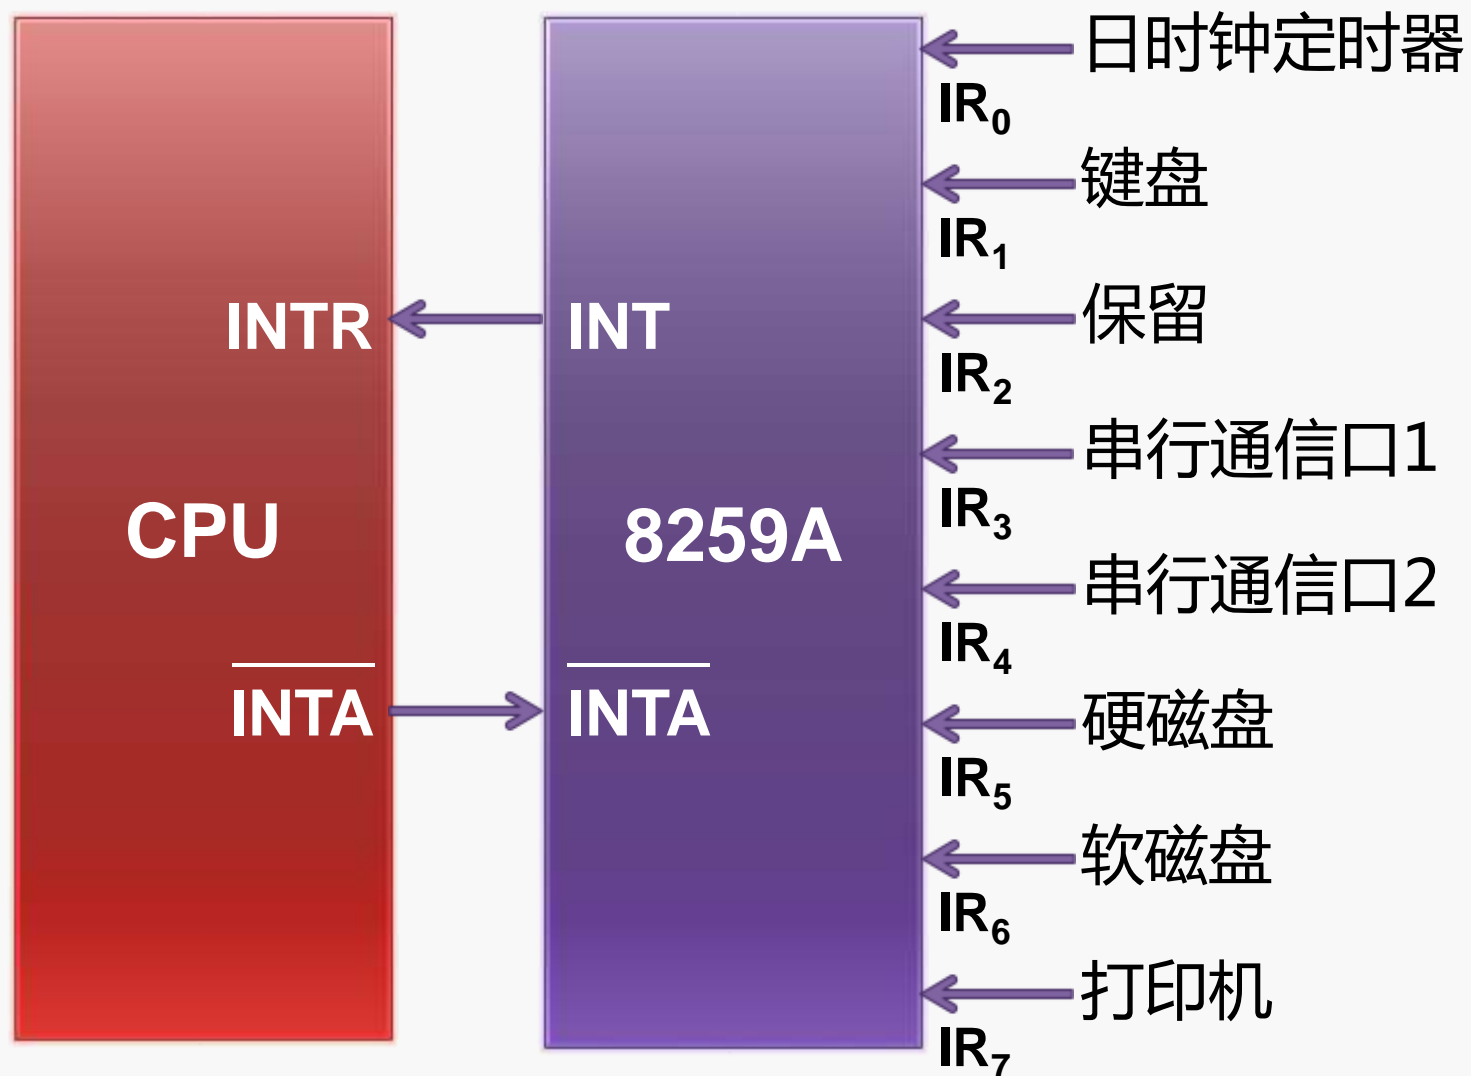 日时钟定时器
IR₀
键盘
IR₁
保留
INTR
INT
IR₂
串行通信口1
IR₃
CPU
8259A
串行通信口2
IR₄
INTA
INTA
硬磁盘
IR₅
软磁盘
IR₆
打印机
IR₇